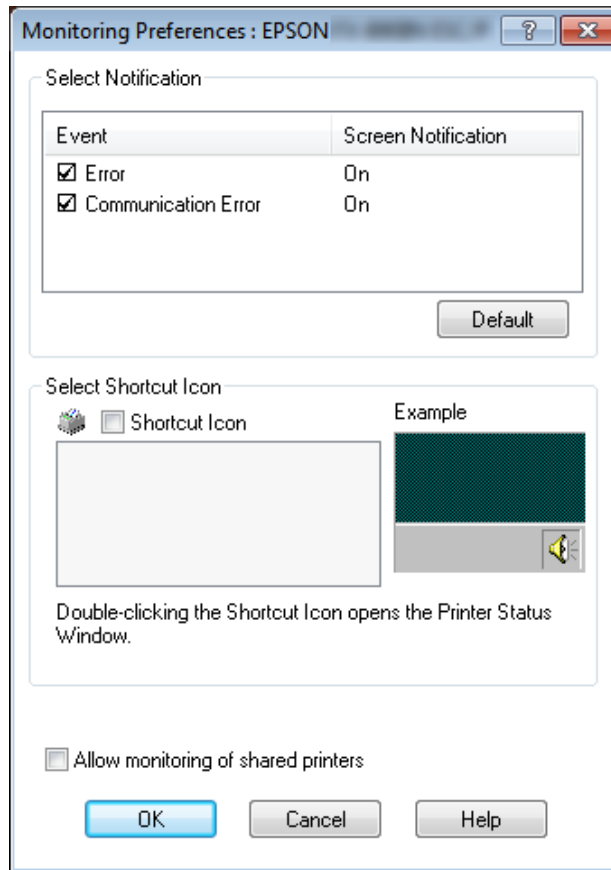 Monitoring Preferences : EPSON
Select Notification
Event Screen Notification
Error On
Communication Error On
Default
Select Shortcut Icon
Shortcut Icon
Example
Double-clicking the Shortcut Icon opens the Printer Status
Window.
Allow monitoring of shared printers
OK Cancel Help